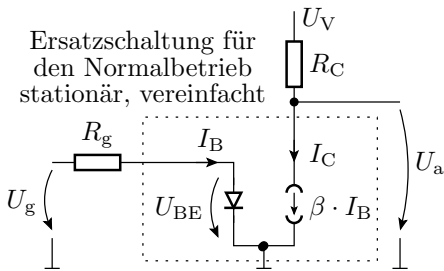 Ersatzschaltung für
den Normalbetrieb
stationär, vereinfacht
U_V
R_C
R_g
I_B
I_C
U_a
U_g
U_BE
β · I_B